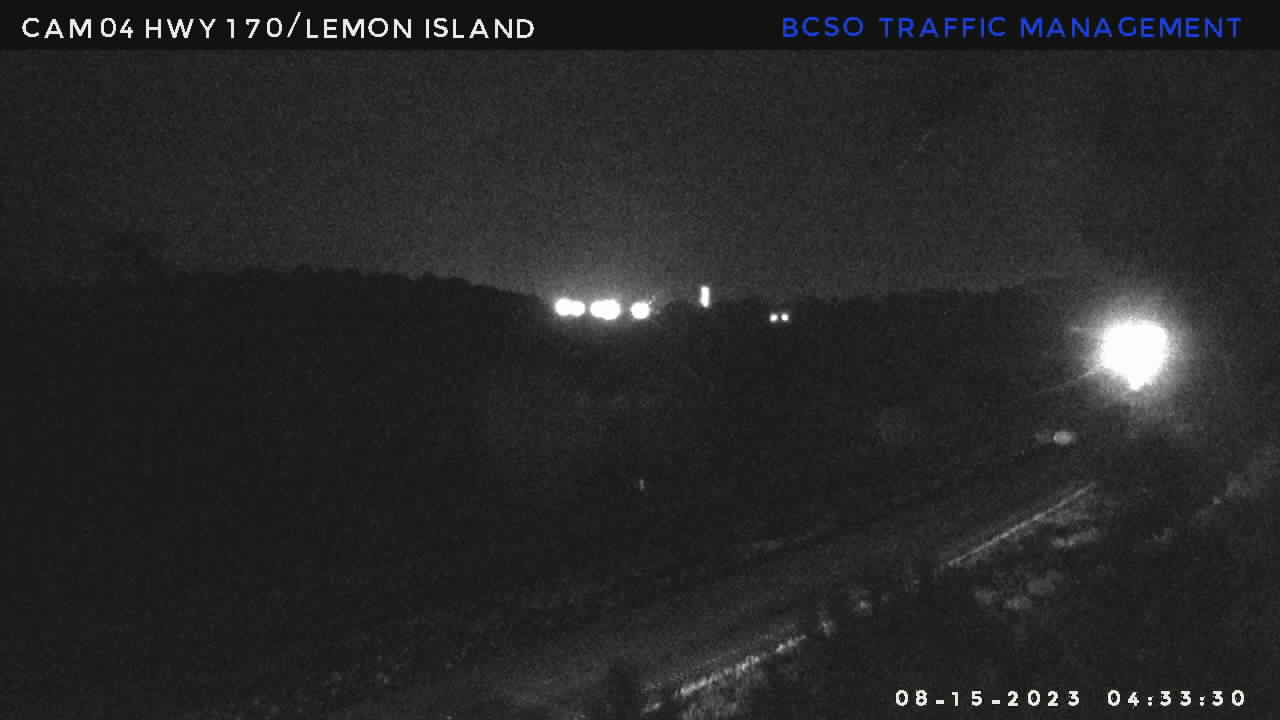 CAM04 HWY 170/LEMON ISLAND
BCSO TRAFFIC MANAGEMENT
08-15-2023 04:33:30